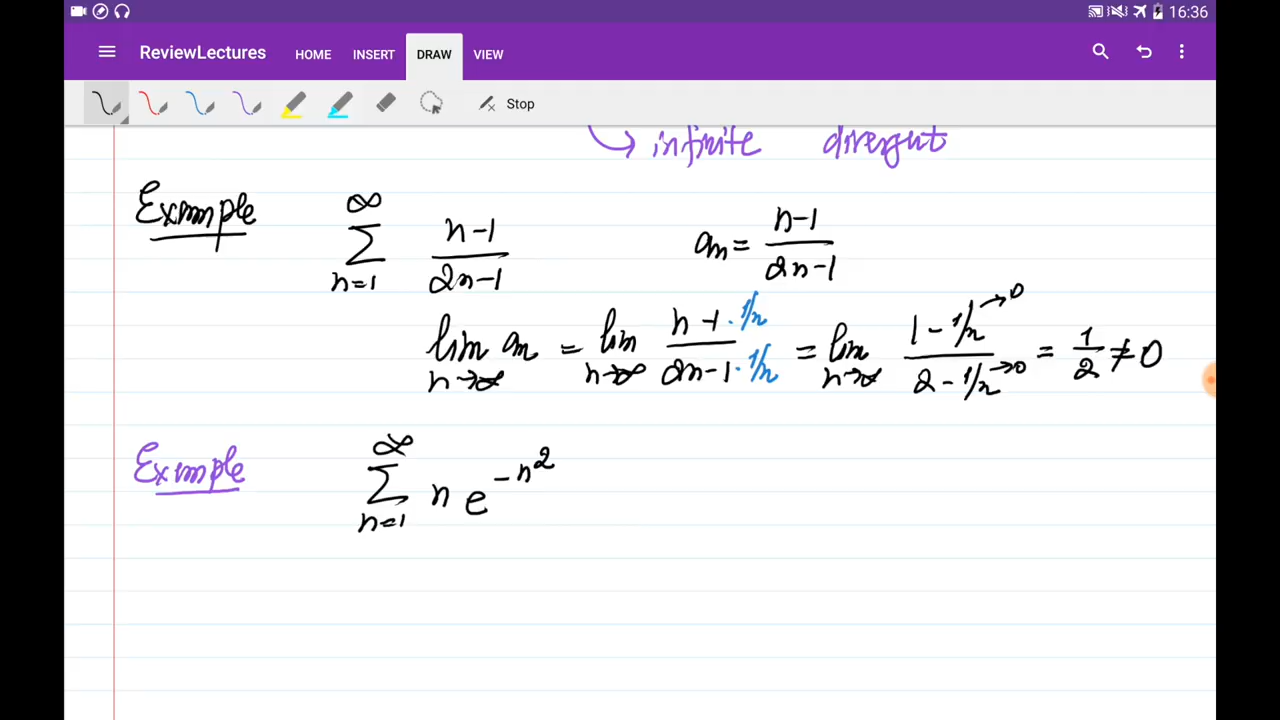 16:36
ReviewLectures HOME INSERT DRAW VIEW
Stop
infinite divergent
Example ∞ ∑ n=1 n-1 / 2n-1 an = n-1 / 2n-1
lim n→∞ an = lim n→∞ n-1 · 1/n / 2n-1 · 1/n = lim n→∞ 1 - 1/n →0 / 2 - 1/n →0 = 1/2 ≠ 0
Example ∞ ∑ n=1 n e^-n^2